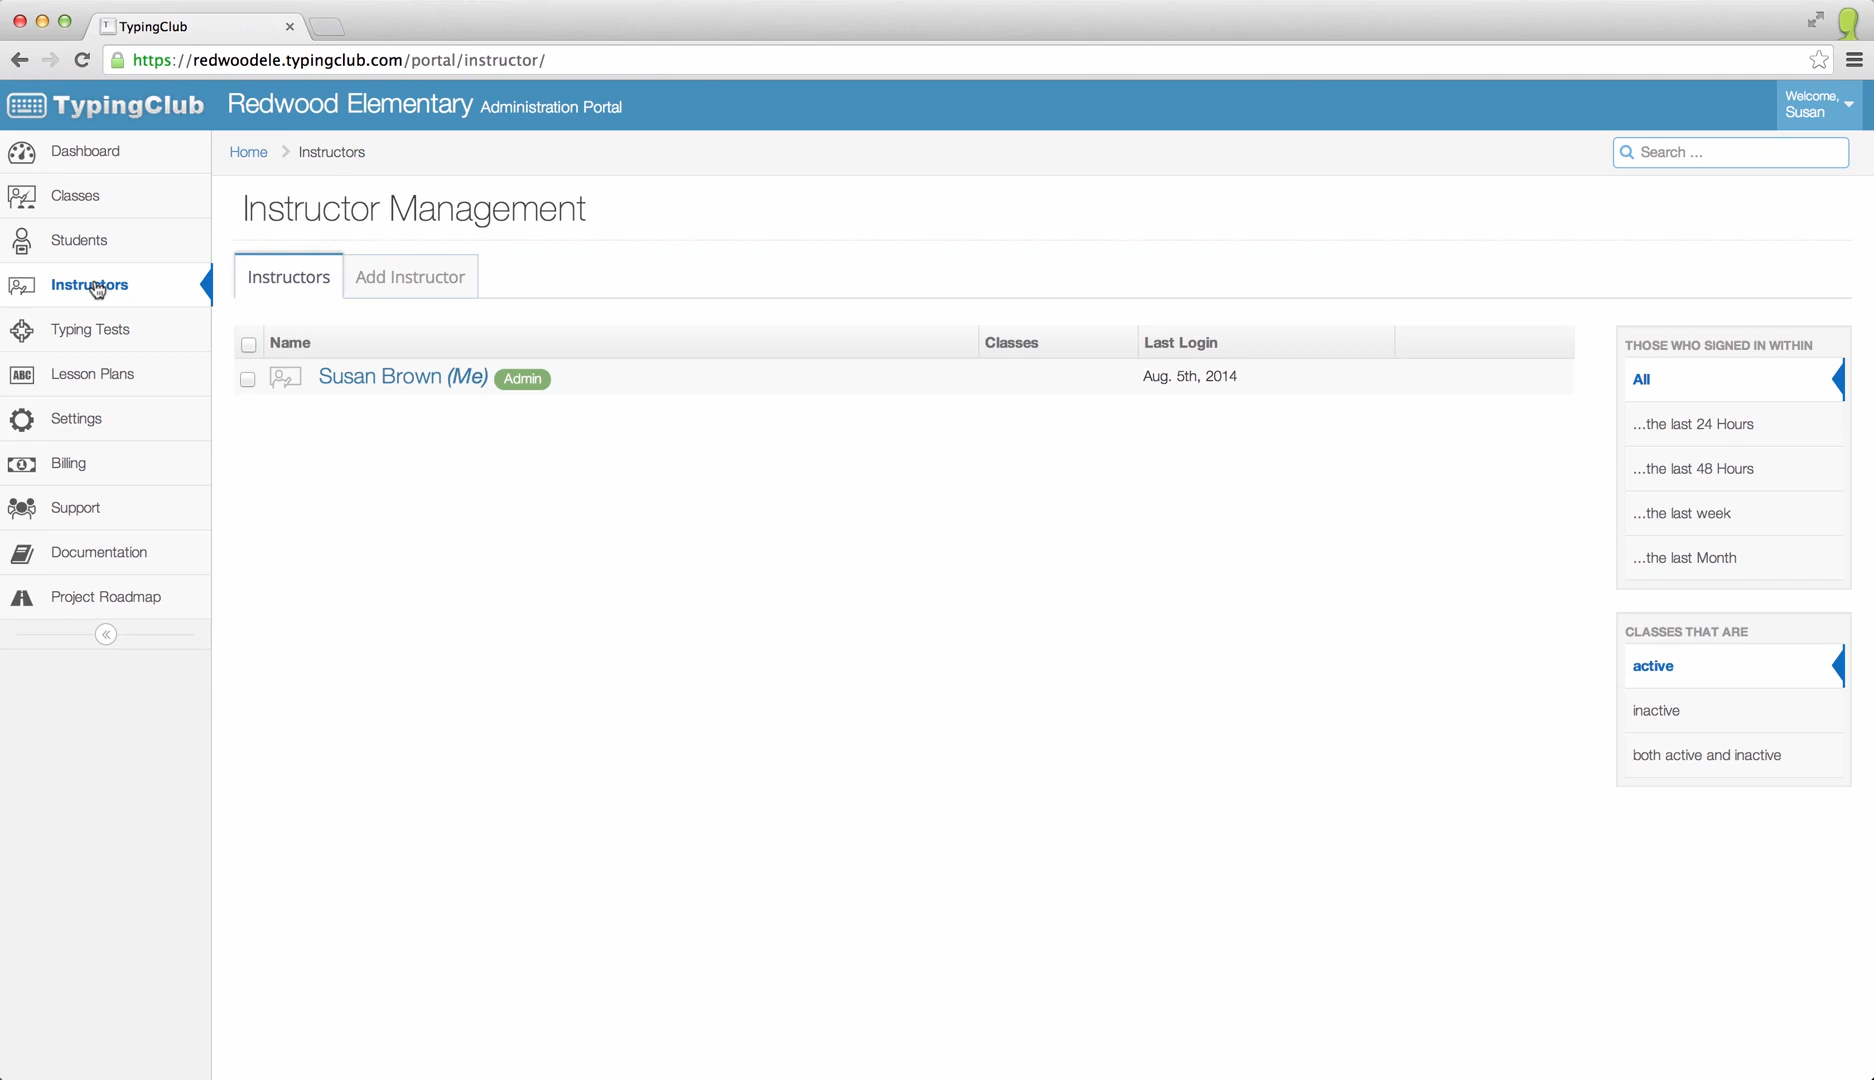 TypingClub
https://redwoodele.typingclub.com/portal/instructor/
TypingClub
Redwood Elementary Administration Portal
Welcome,
Susan
Dashboard
Classes
Students
Instructors
Typing Tests
ABC
Lesson Plans
Settings
Billing
Support
Documentation
Project Roadmap
Home
Instructors
Search ...
Instructor Management
Instructors
Add Instructor
Name
Classes
Last Login
Susan Brown (Me) Admin
Aug. 5th, 2014
THOSE WHO SIGNED IN WITHIN
All
...the last 24 Hours
...the last 48 Hours
...the last week
...the last Month
CLASSES THAT ARE
active
inactive
both active and inactive